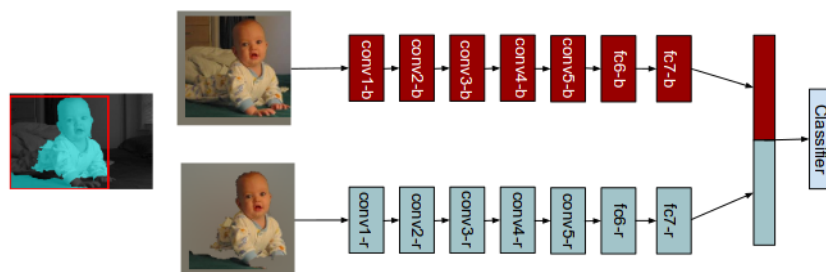 conv1-b
conv2-b
conv3-b
conv4-b
conv5-b
fc6-b
fc7-b
conv1-r
conv2-r
conv3-r
conv4-r
conv5-r
fc6-r
fc7-r
Classifier